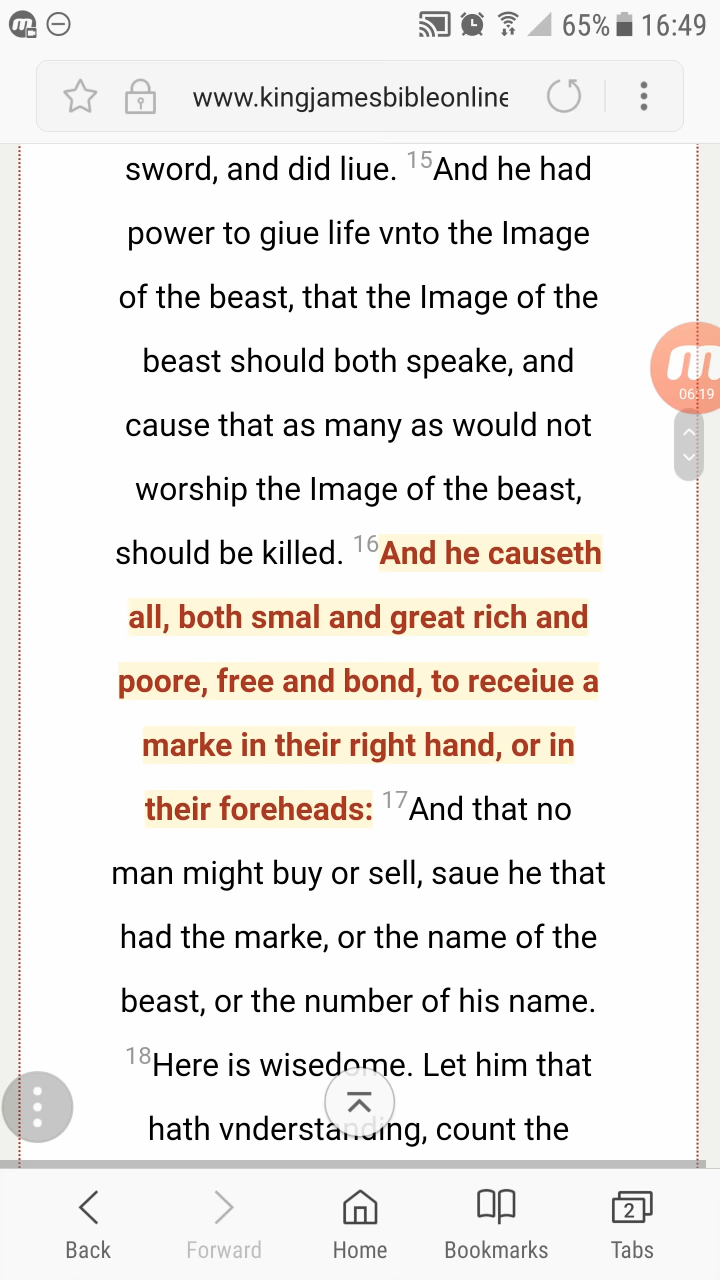 65% 16:49
www.kingjamesbibleonline
sword, and did liue. 15And he had
power to giue life vnto the Image
of the beast, that the Image of the
beast should both speake, and
06:19
cause that as many as would not
worship the Image of the beast,
should be killed. 16And he causeth
all, both smal and great rich and
poore, free and bond, to receiue a
marke in their right hand, or in
their foreheads: 17And that no
man might buy or sell, saue he that
had the marke, or the name of the
beast, or the number of his name.
18Here is wisedome. Let him that
hath vnderstanding, count the
Back Forward Home Bookmarks 2 Tabs